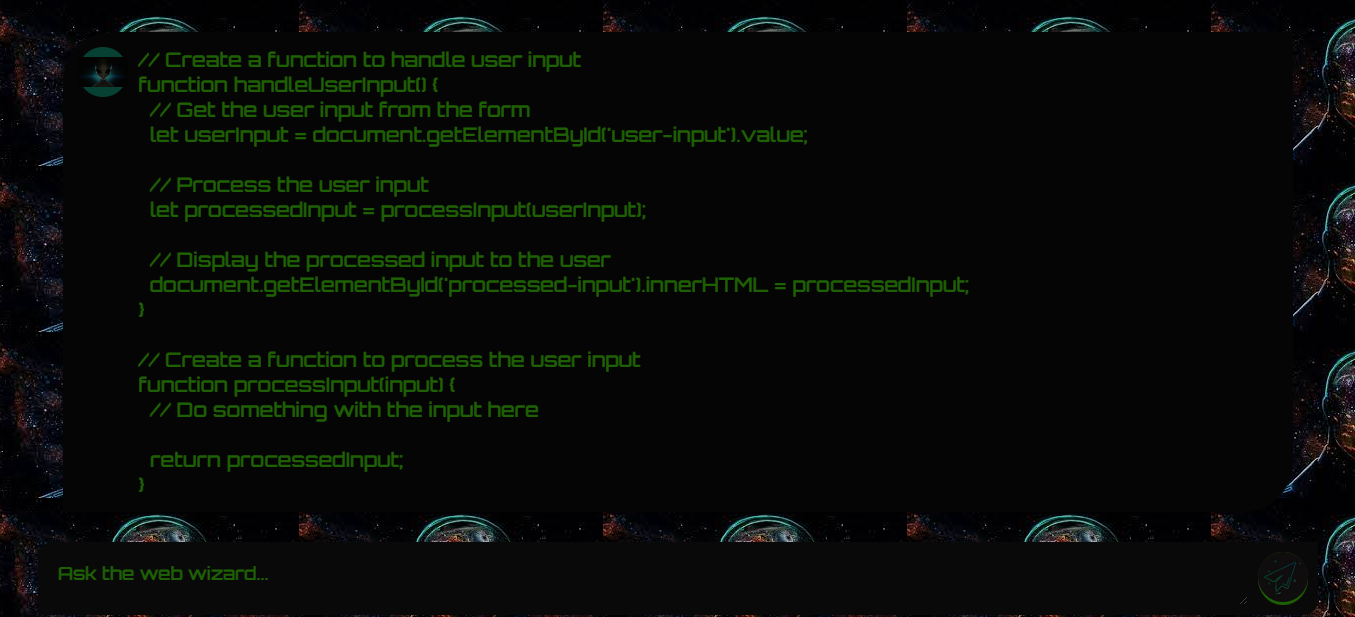 // Create a function to handle user input
function handleUserInput() {
// Get the user input from the form
let userInput = document.getElementById('user-input').value;
// Process the user input
let processedInput = processInput(userInput);
// Display the processed input to the user
document.getElementById('processed-input').innerHTML = processedInput;
}
// Create a function to process the user input
function processInput(input) {
// Do something with the input here
return processedInput;
}
Ask the web wizard...